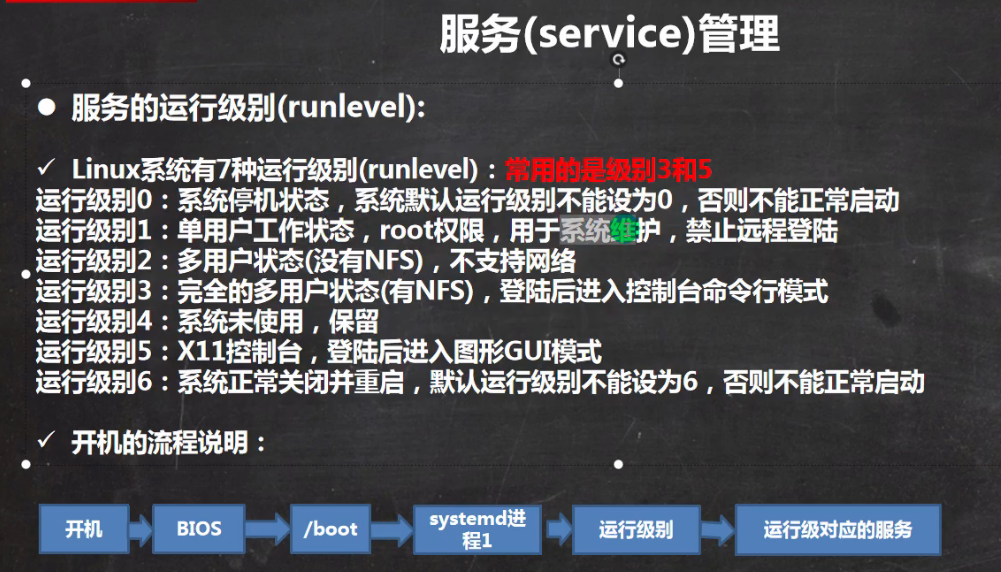 服务(service)管理
● 服务的运行级别(runlevel):
✓ Linux系统有7种运行级别(runlevel)：常用的是级别3和5
运行级别0：系统停机状态，系统默认运行级别不能设为0，否则不能正常启动
运行级别1：单用户工作状态，root权限，用于系统维护，禁止远程登陆
运行级别2：多用户状态(没有NFS)，不支持网络
运行级别3：完全的多用户状态(有NFS)，登陆后进入控制台命令行模式
运行级别4：系统未使用，保留
运行级别5：X11控制台，登陆后进入图形GUI模式
运行级别6：系统正常关闭并重启，默认运行级别不能设为6，否则不能正常启动
✓ 开机的流程说明：
开机
BIOS
/boot
systemd进
程1
运行级别
运行级对应的服务